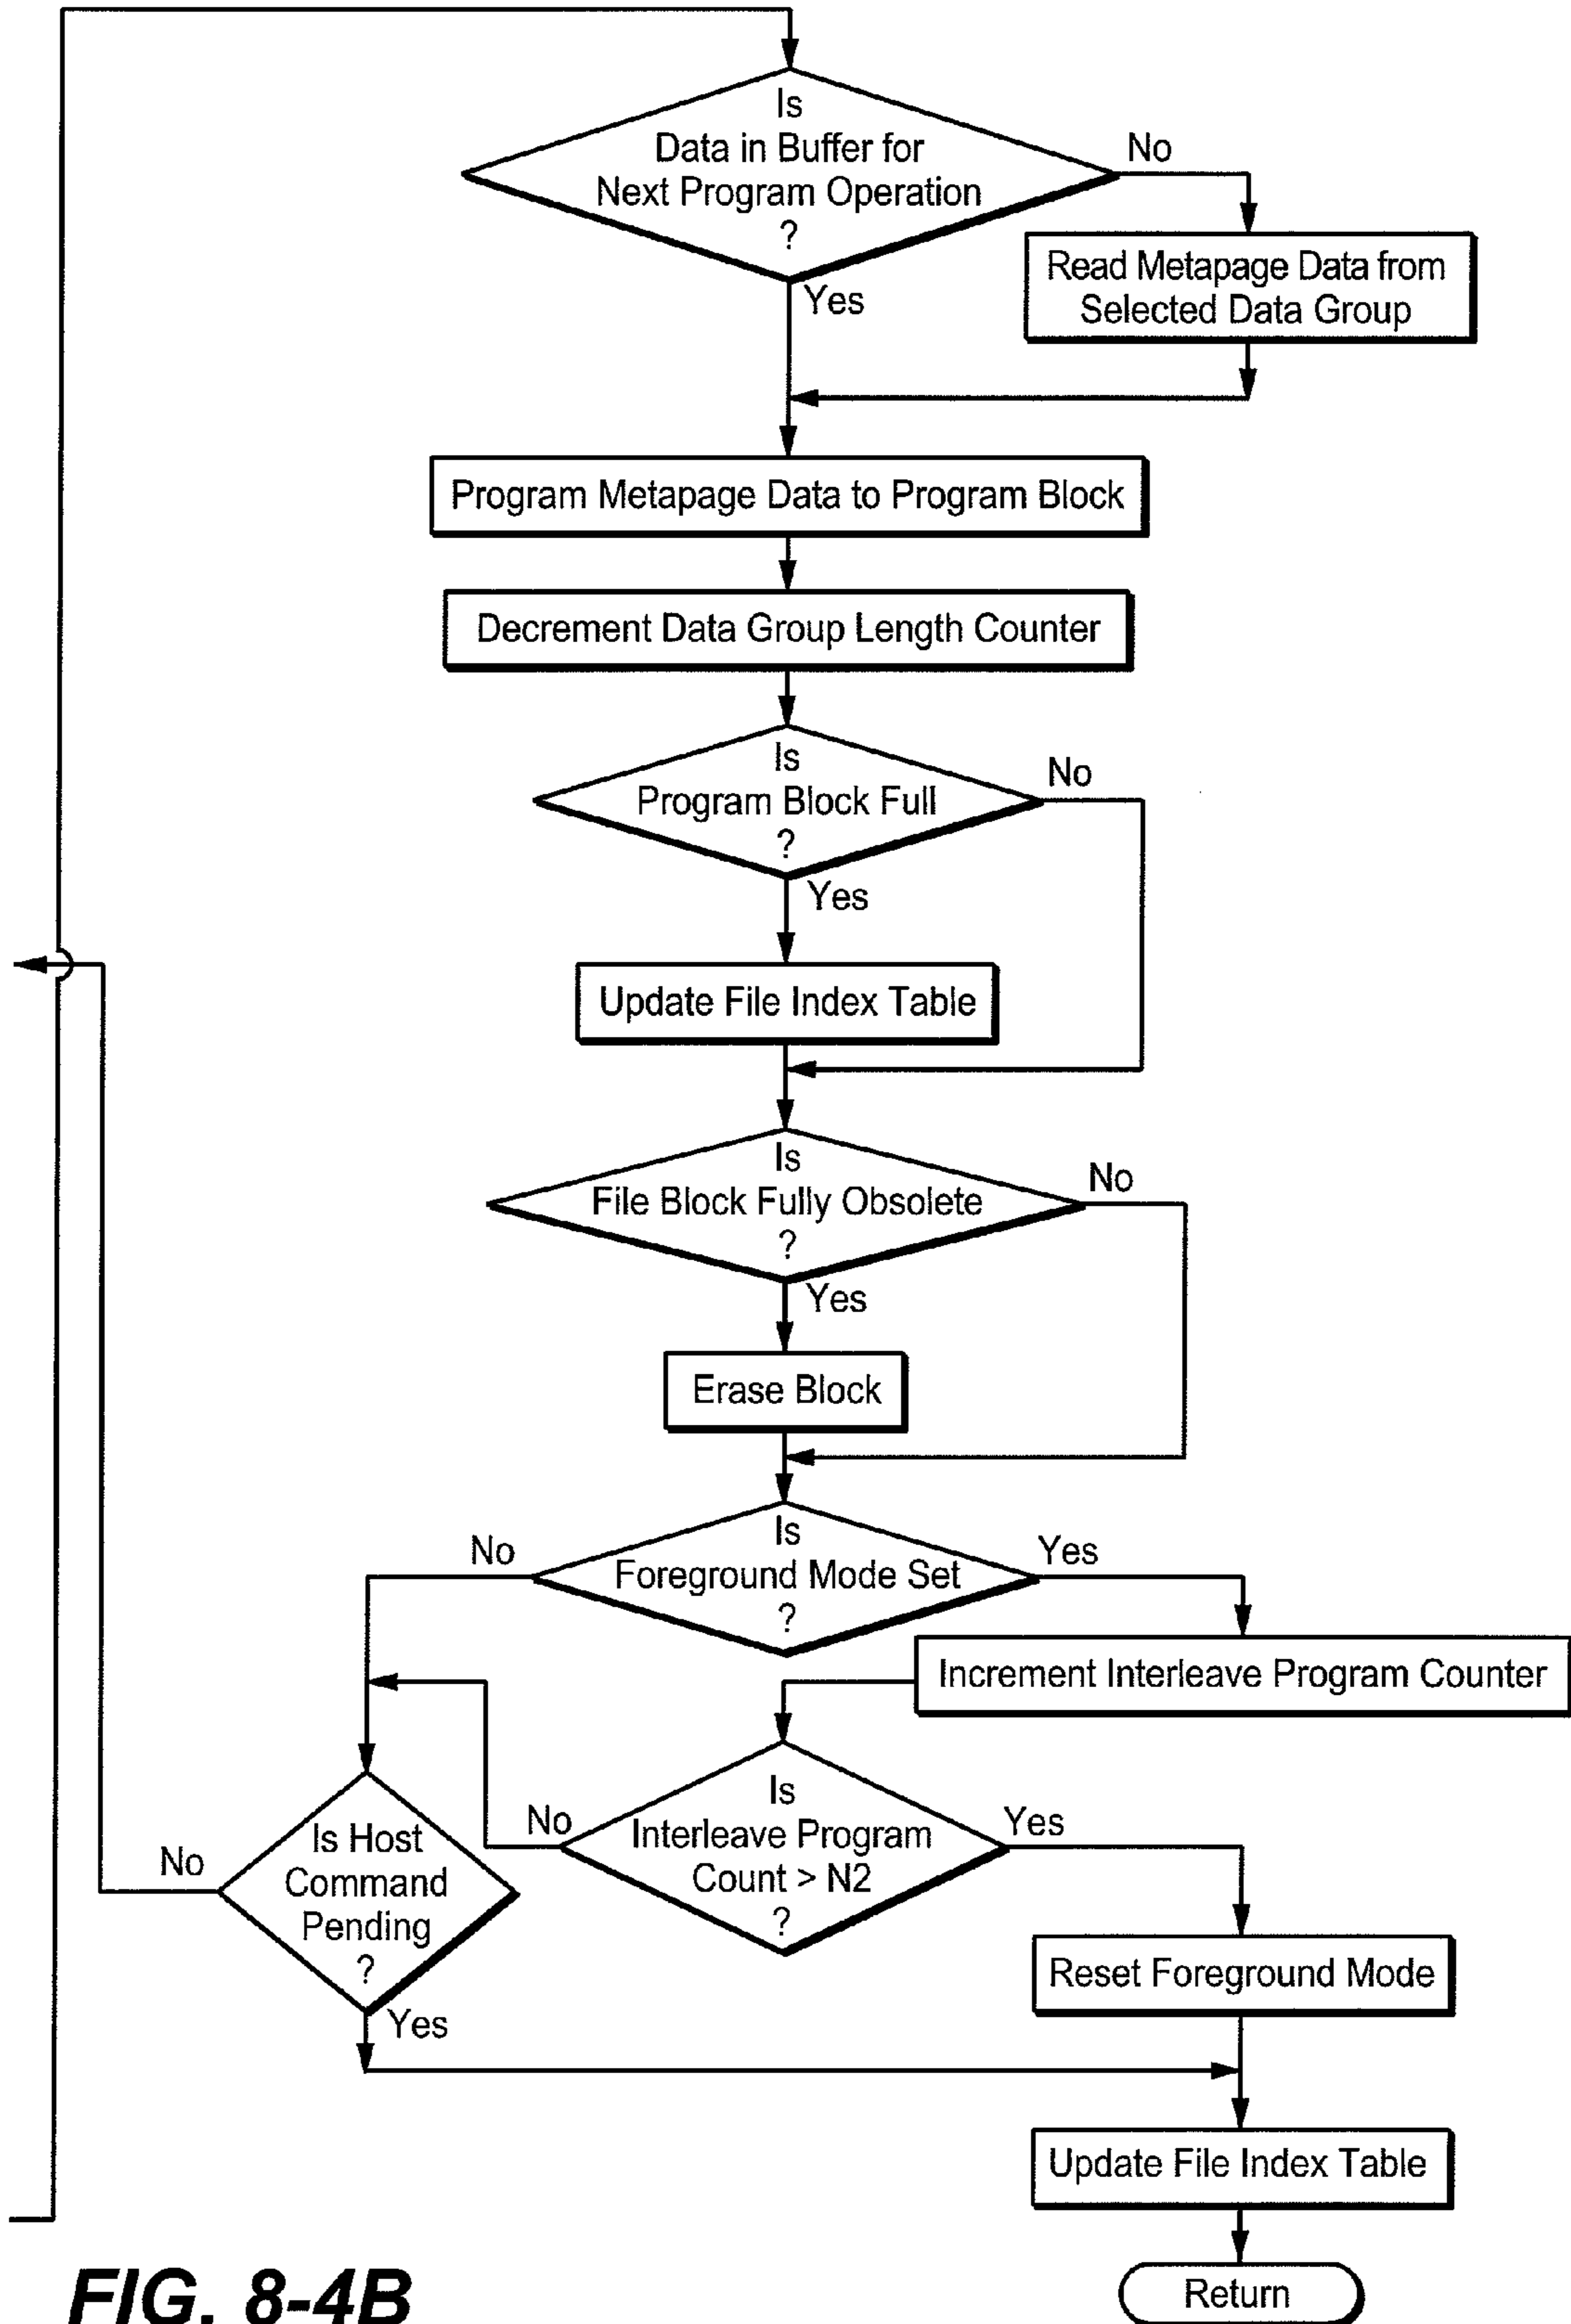 Is
Data in Buffer for
Next Program Operation
?
No
Read Metapage Data from
Selected Data Group
Yes
Program Metapage Data to Program Block
Decrement Data Group Length Counter
Is
Program Block Full
?
No
Yes
Update File Index Table
Is
File Block Fully Obsolete
?
No
Yes
Erase Block
Is
Foreground Mode Set
?
No
Yes
Increment Interleave Program Counter
Is
Interleave Program
Count > N2
?
No
Yes
Is Host
Command
Pending
?
No
Yes
Reset Foreground Mode
Update File Index Table
Return
FIG. 8-4B